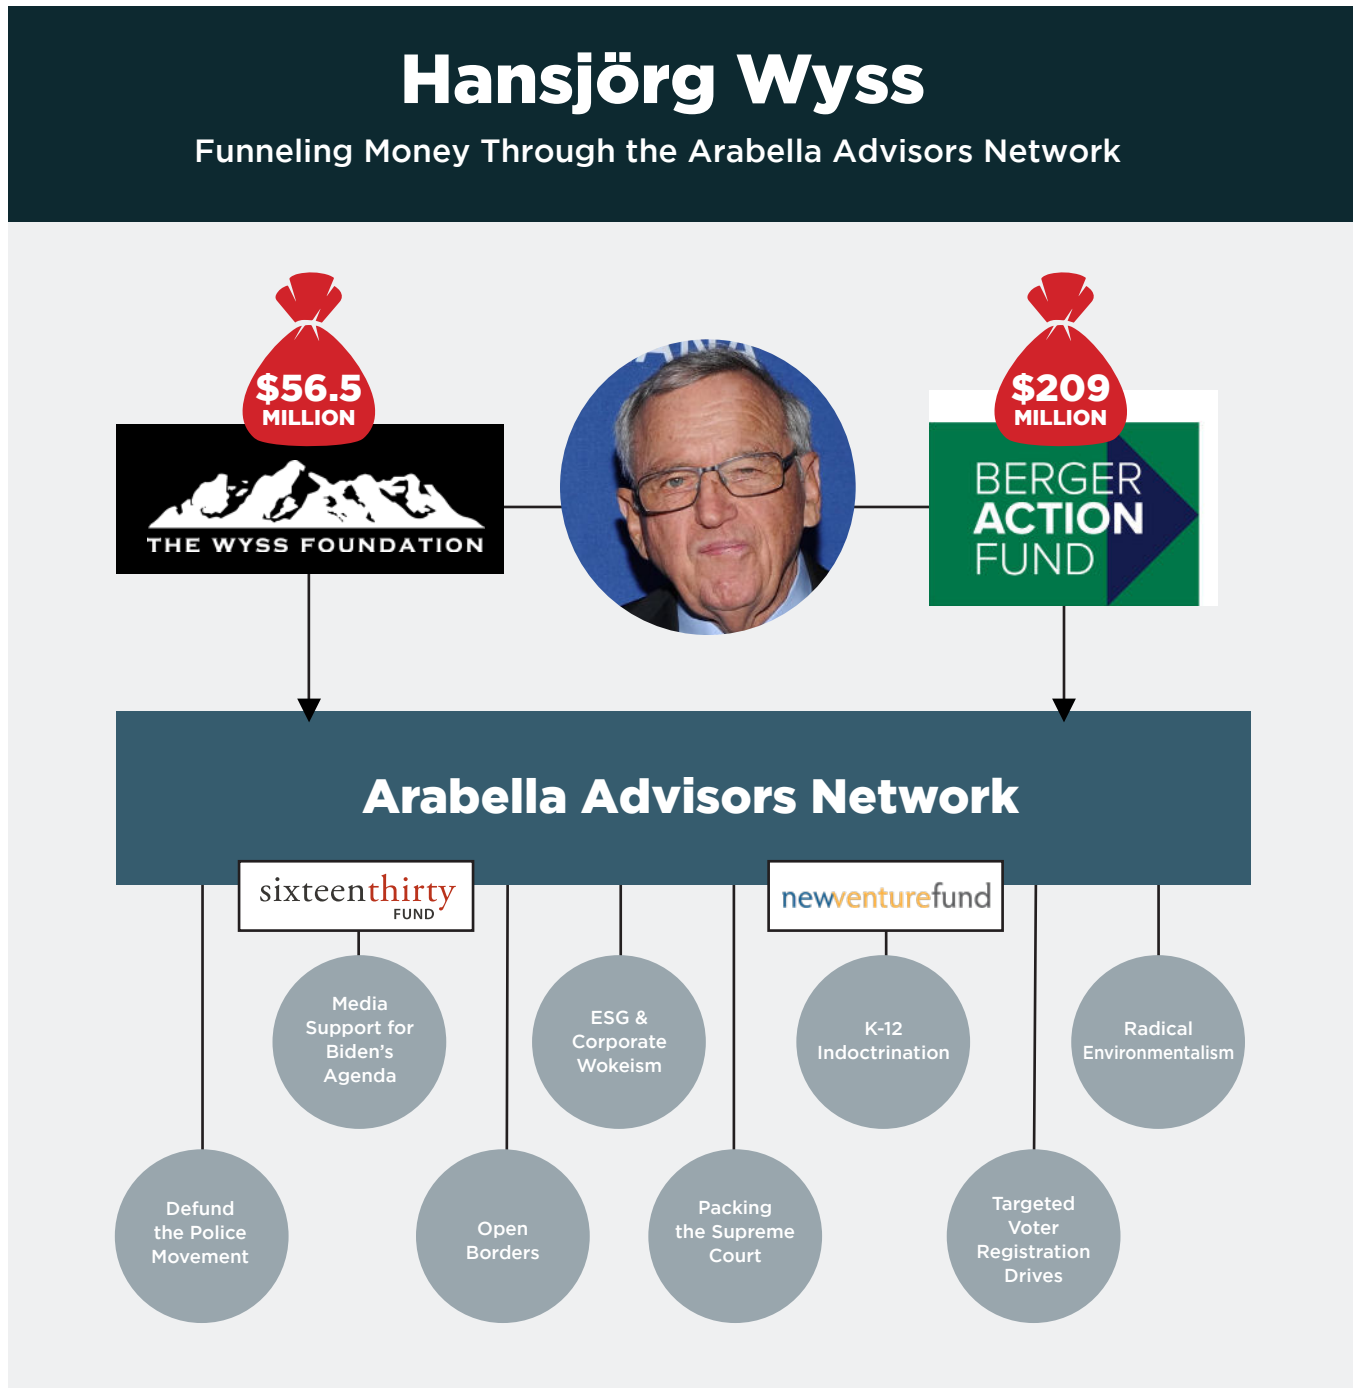 Hansjörg Wyss
Funneling Money Through the Arabella Advisors Network
$56.5
MILLION
THE WYSS FOUNDATION
$209
MILLION
BERGER
ACTION
FUND
Arabella Advisors Network
sixteenthirty
FUND
newventurefund
Media
Support for
Biden’s
Agenda
ESG &
Corporate
Wokeism
K-12
Indoctrination
Radical
Environmentalism
Defund
the Police
Movement
Open
Borders
Packing
the Supreme
Court
Targeted
Voter
Registration
Drives